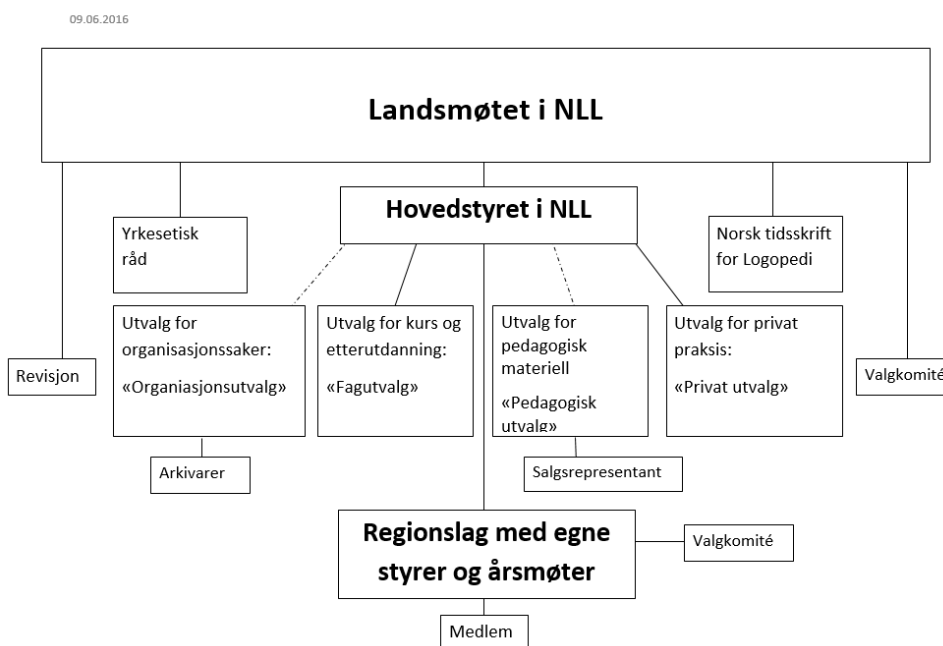 09.06.2016
Landsmøtet i NLL
Hovedstyret i NLL
Yrkesetisk
råd
Norsk tidsskrift
for Logopedi
Utvalg for
organisasjonssaker:
«Organiasjonsutvalg»
Utvalg for kurs og
etterutdanning:
«Fagutvalg»
Utvalg for
pedagogisk
materiell
«Pedagogisk
utvalg»
Utvalg for privat
praksis:
«Privat utvalg»
Revisjon
Valgkomité
Arkivarer
Salgsrepresentant
Regionslag med egne
styrer og årsmøter
Valgkomité
Medlem